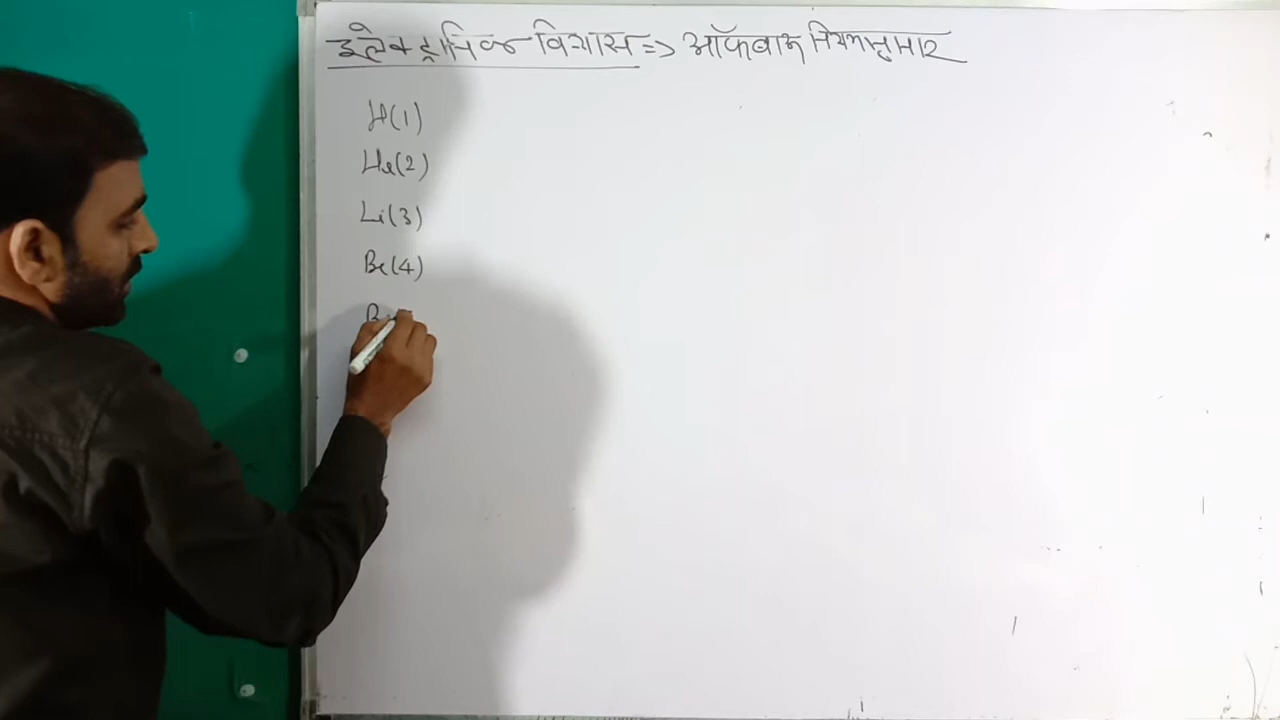 इलेक्ट्रानिक विन्यास => ऑफबाऊ नियमानुसार
H(1)
He(2)
Li(3)
Be(4)
B